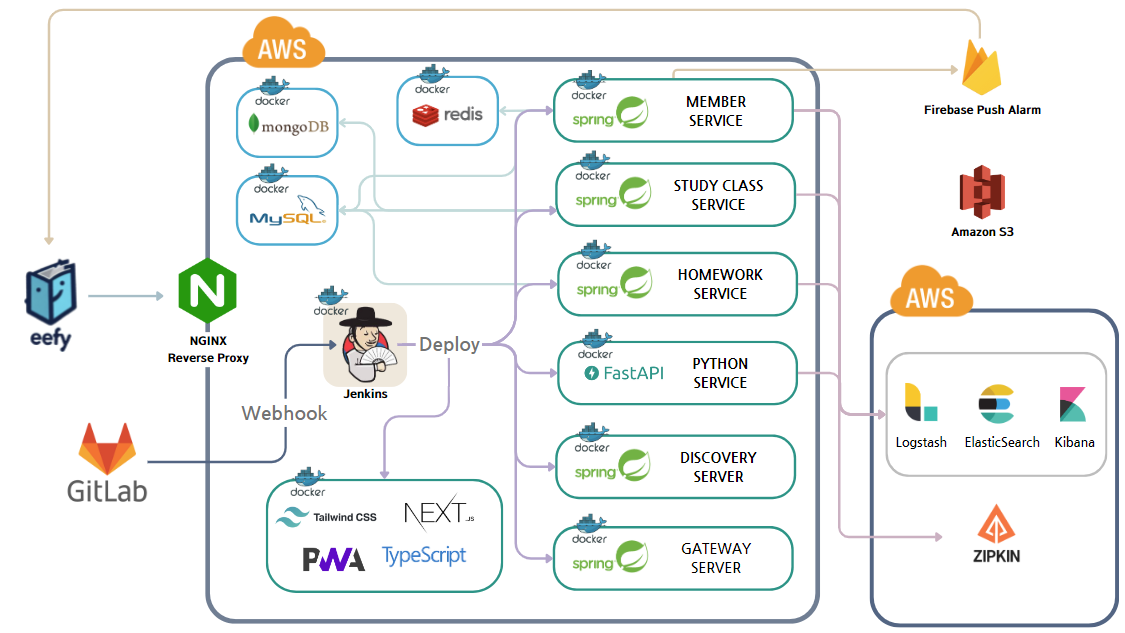 AWS
docker
mongoDB
docker
redis
docker
MySQL
docker
spring
MEMBER
SERVICE
docker
spring
STUDY CLASS
SERVICE
docker
spring
HOMEWORK
SERVICE
docker
FastAPI
PYTHON
SERVICE
docker
spring
DISCOVERY
SERVER
docker
spring
GATEWAY
SERVER
Firebase Push Alarm
Amazon S3
eefy
N
NGINX
Reverse Proxy
docker
Jenkins
Deploy
Webhook
GitLab
docker
Tailwind CSS
NEXT.JS
PWA
TypeScript
AWS
Logstash
ElasticSearch
Kibana
ZIPKIN